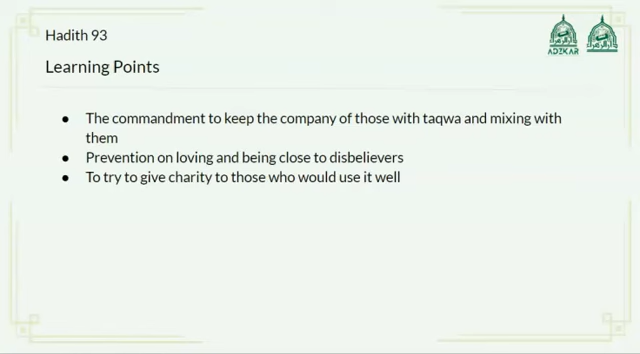 Hadith 93
ADZKAR
Learning Points
● The commandment to keep the company of those with taqwa and mixing with
them
● Prevention on loving and being close to disbelievers
● To try to give charity to those who would use it well